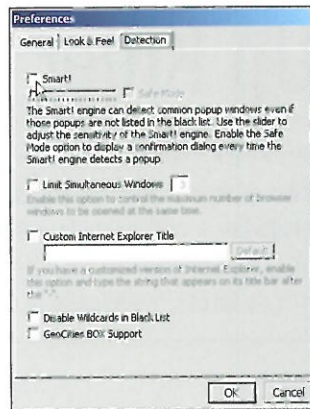 Preferences
General Look & Feel Detection
Smart!
Safe Mode
The Smart! engine can detect common popup windows even if
those popups are not listed in the black list. Use the slider to
adjust the sensitivity of the Smart! engine. Enable the Safe
Mode option to display a confirmation dialog every time the
Smart! engine detects a popup.
Limit Simultaneous Windows 3
Enable this option to control the maximum number of browser
windows to be opened at the same time.
Custom Internet Explorer Title
Default
If you have a customized version of Internet Explorer, enable
this option and type the string that appears on its title bar after
the "-".
Disable Wildcards in Black List
GeoCities BOX Support
OK Cancel